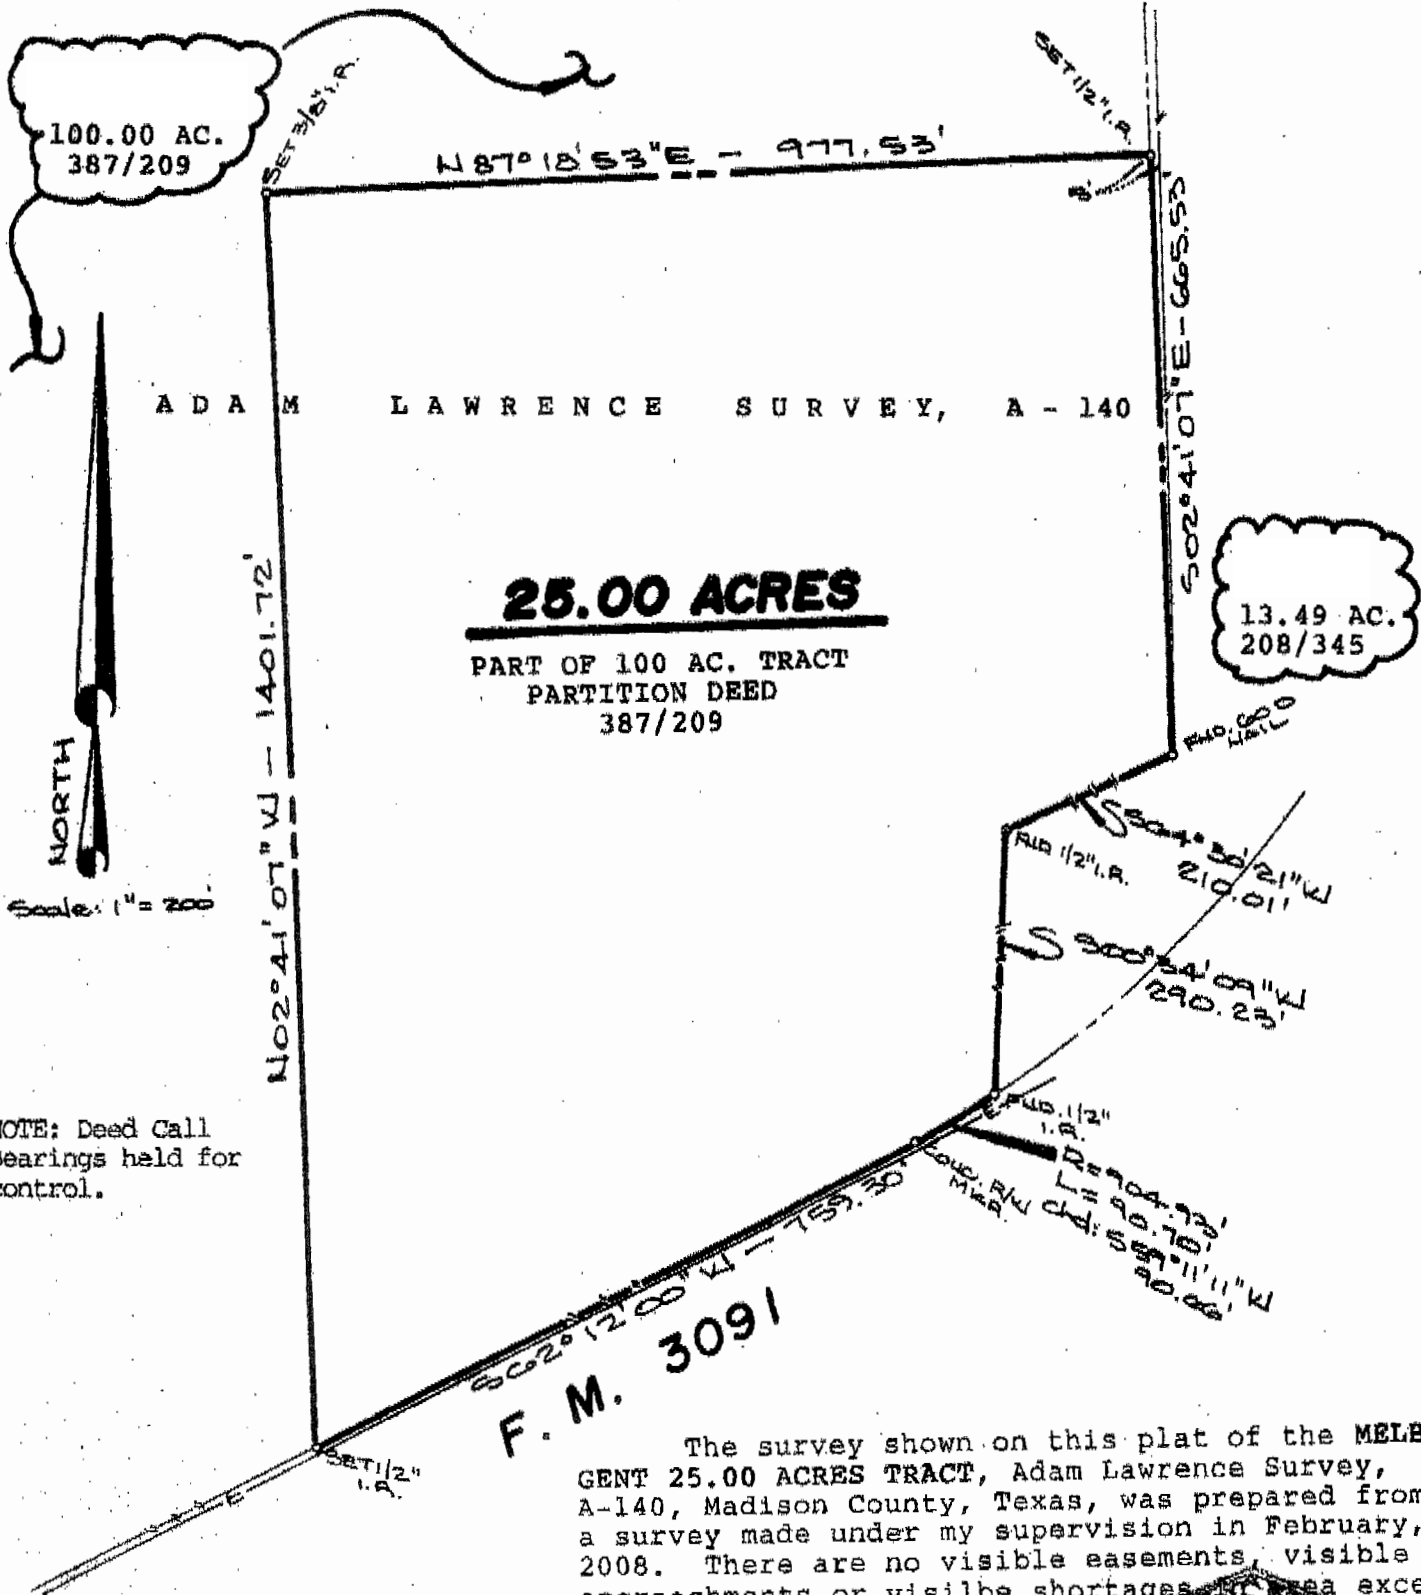 100.00 AC.
387/209
SET 3/8" I.R.
N 87° 18' 53" E - 977.53'
SET 1/2" I.R.
S02°41'07"E-665.53'
ADAM LAWRENCE SURVEY, A - 140
25.00 ACRES
PART OF 100 AC. TRACT
PARTITION DEED
387/209
13.49 AC.
208/345
N02°41'07"W - 1401.72'
NORTH
Scale: 1" = 200'
FND. 60D
NAIL
FND 1/2" I.R.
S64°30'21"W
210.01'
S00°34'09"W
290.23'
NOTE: Deed Call
Bearings held for
control.
FND. 1/2"
I.R.
CONC. R/W
MKR.
R=904.93'
L=90.70'
Chd: S59°11'11"W
90.66'
S62°12'00"W - 759.30'
F. M. 3091
SET 1/2"
I.R.
E
The survey shown on this plat of the MELB
GENT 25.00 ACRES TRACT, Adam Lawrence Survey,
A-140, Madison County, Texas, was prepared from
a survey made under my supervision in February,
2008. There are no visible easements, visible